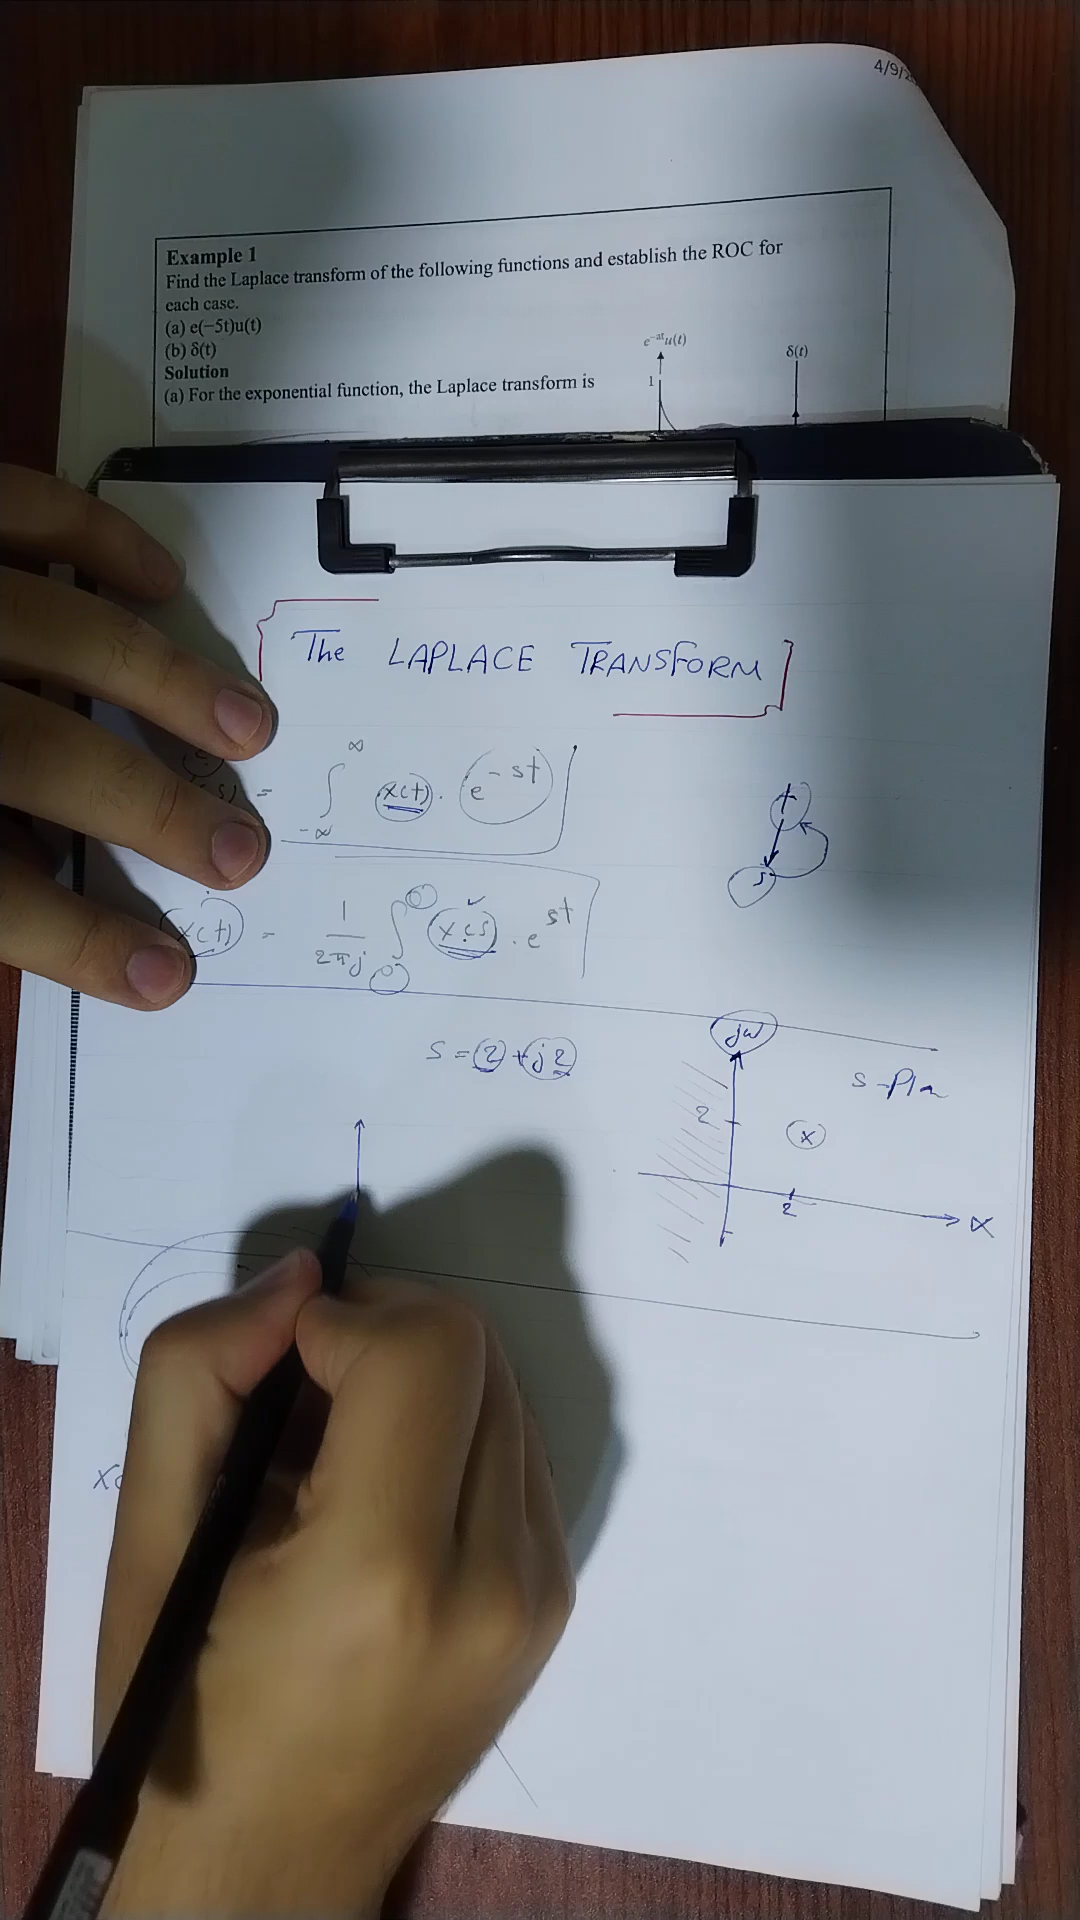 4/9/2
Example 1
Find the Laplace transform of the following functions and establish the ROC for
each case.
(a) e(−5t)u(t)
(b) δ(t)
Solution
(a) For the exponential function, the Laplace transform is
e⁻ᵃᵗu(t)
1
δ(t)
The LAPLACE TRANSFORM
= ∫ x(t) . e^-st
∞
-∞
t
s
x(t) = 1/2πj ∫ x(s) . e^st
S = 2 + j2
jω
S-Pla
2
x
2
α